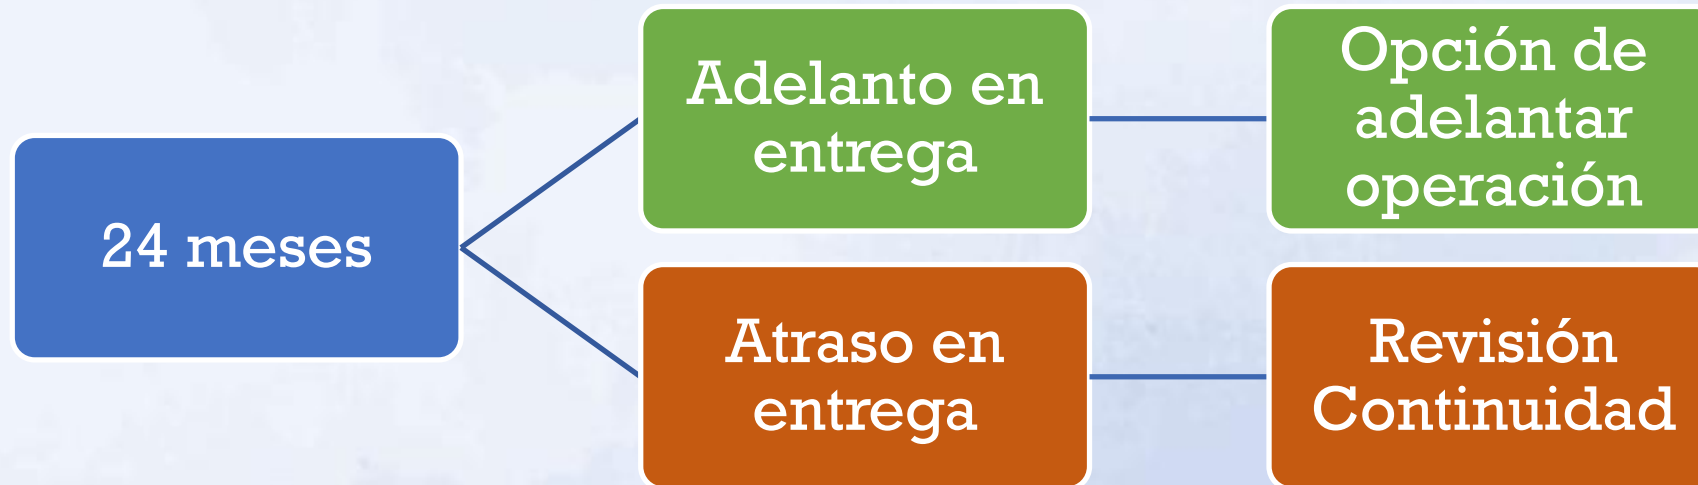 24 meses
Adelanto en
entrega
Opción de
adelantar
operación
Atraso en
entrega
Revisión
Continuidad